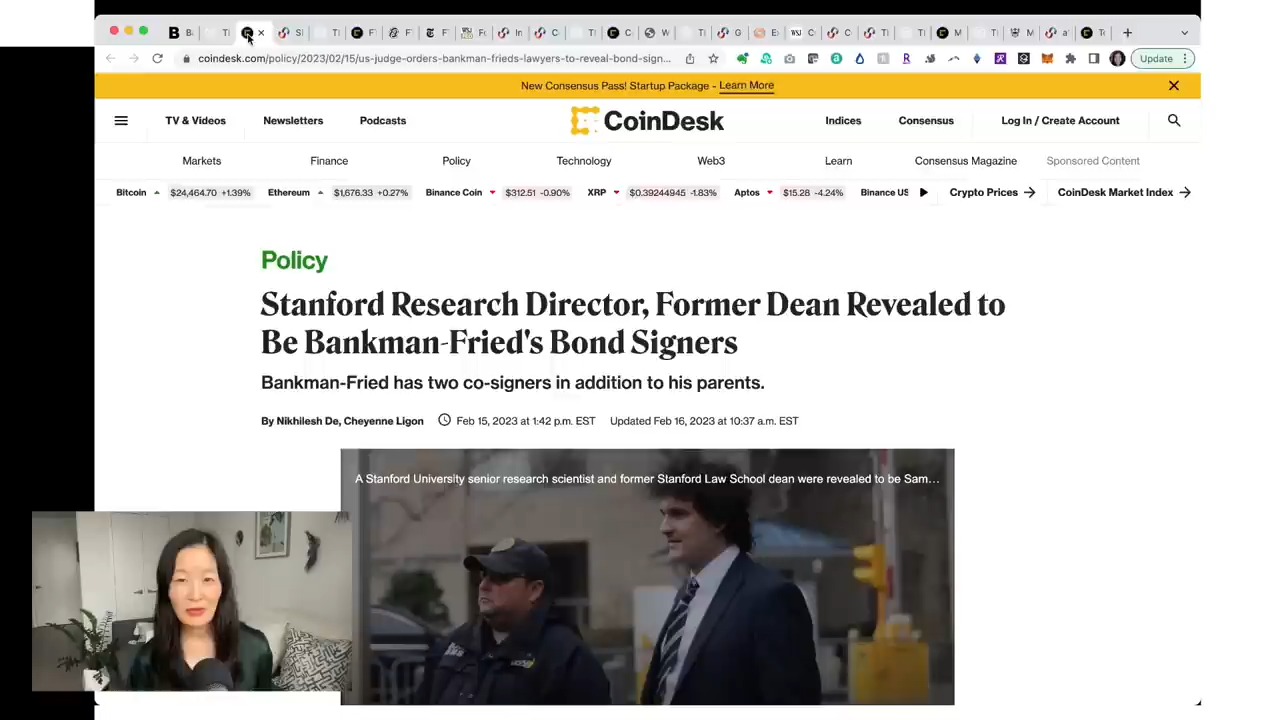 coindesk.com/policy/2023/02/15/us-judge-orders-bankman-frieds-lawyers-to-reveal-bond-sign...
Update
New Consensus Pass! Startup Package - Learn More
TV & Videos Newsletters Podcasts CoinDesk Indices Consensus Log In / Create Account
Markets Finance Policy Technology Web3 Learn Consensus Magazine Sponsored Content
Bitcoin $24,464.70 +1.39% Ethereum $1,676.33 +0.27% Binance Coin $312.51 -0.90% XRP $0.39244945 -1.83% Aptos $15.28 -4.24% Binance US Crypto Prices CoinDesk Market Index
Policy
Stanford Research Director, Former Dean Revealed to
Be Bankman-Fried's Bond Signers
Bankman-Fried has two co-signers in addition to his parents.
By Nikhilesh De, Cheyenne Ligon Feb 15, 2023 at 1:42 p.m. EST Updated Feb 16, 2023 at 10:37 a.m. EST
A Stanford University senior research scientist and former Stanford Law School dean were revealed to be Sam...